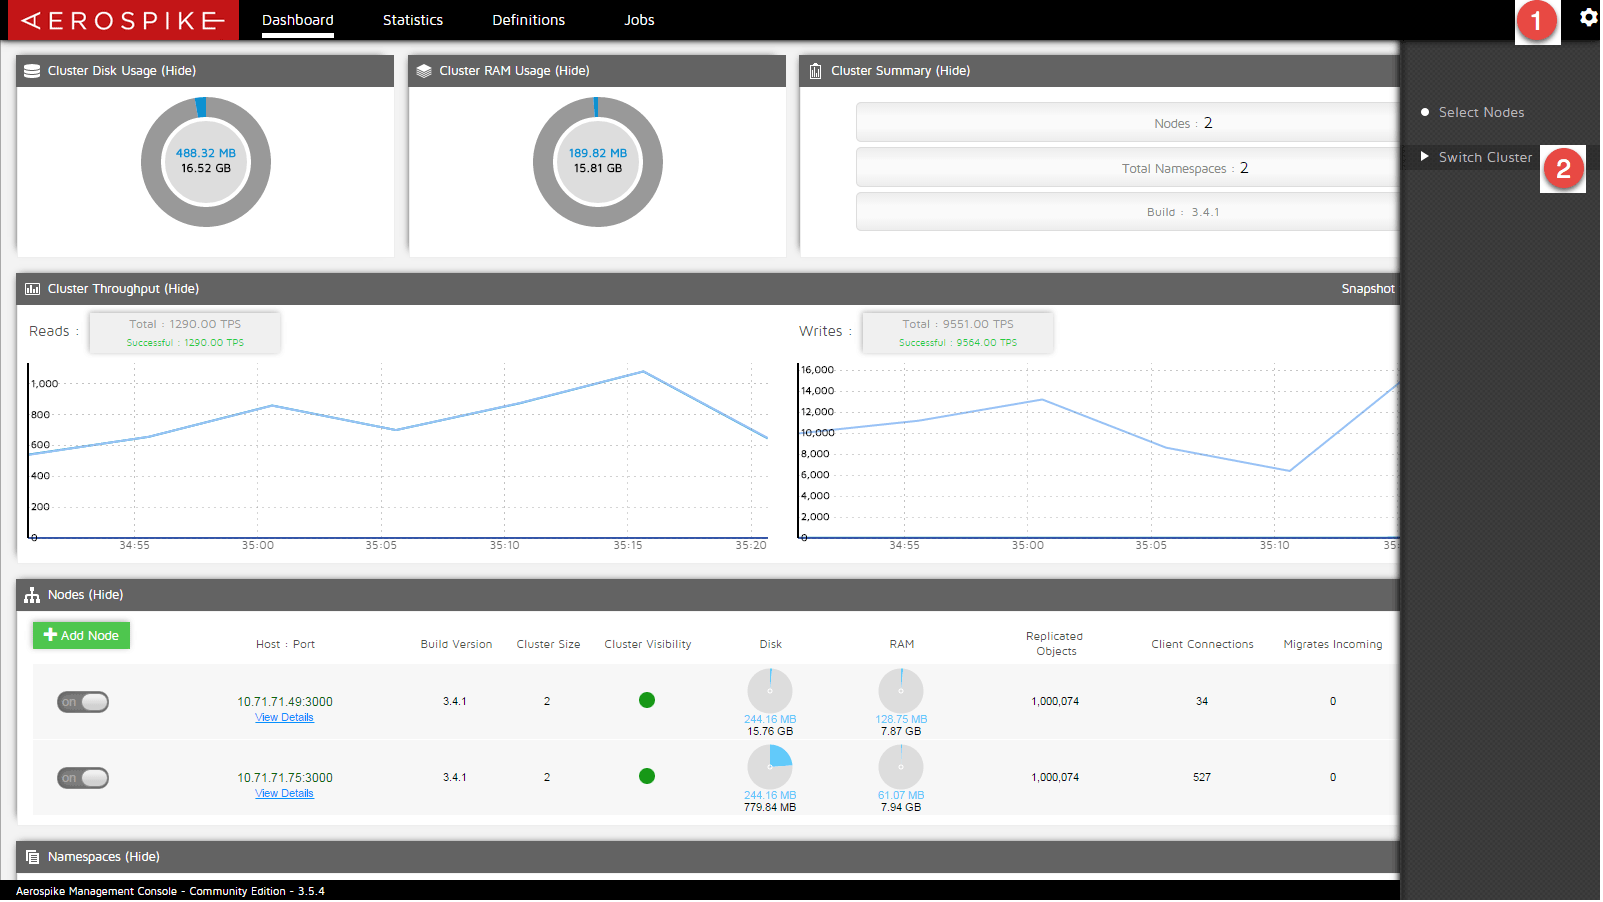 AEROSPIKE
Dashboard Statistics Definitions Jobs
1
Cluster Disk Usage (Hide)
488.32 MB
16.52 GB
Cluster RAM Usage (Hide)
189.82 MB
15.81 GB
Cluster Summary (Hide)
Nodes : 2
Total Namespaces : 2
Build : 3.4.1
Select Nodes
Switch Cluster
2
Cluster Throughput (Hide) Snapshot
Reads :
Total : 1290.00 TPS
Successful : 1290.00 TPS
1,000
800
600
400
200
0
34:55 35:00 35:05 35:10 35:15 35:20
Writes :
Total : 9551.00 TPS
Successful : 9564.00 TPS
16,000
14,000
12,000
10,000
8,000
6,000
4,000
2,000
0
34:55 35:00 35:05 35:10 35:
Nodes (Hide)
Add Node
Host : Port Build Version Cluster Size Cluster Visibility Disk RAM Replicated Objects Client Connections Migrates Incoming
on 10.71.71.49:3000 3.4.1 2 1,000,074 34 0
View Details
244.16 MB 128.75 MB
15.76 GB 7.87 GB
on 10.71.71.75:3000 3.4.1 2 1,000,074 527 0
View Details
244.16 MB 61.07 MB
779.84 MB 7.94 GB
Namespaces (Hide)
Aerospike Management Console - Community Edition - 3.5.4